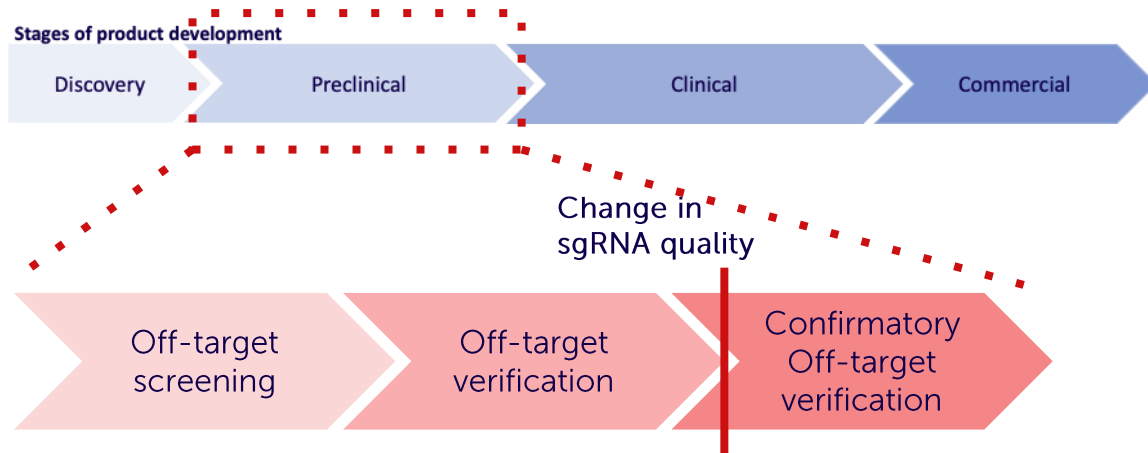 Stages of product development
Discovery
Preclinical
Clinical
Commercial
Change in
sgRNA quality
Off-target
screening
Off-target
verification
Confirmatory
Off-target
verification